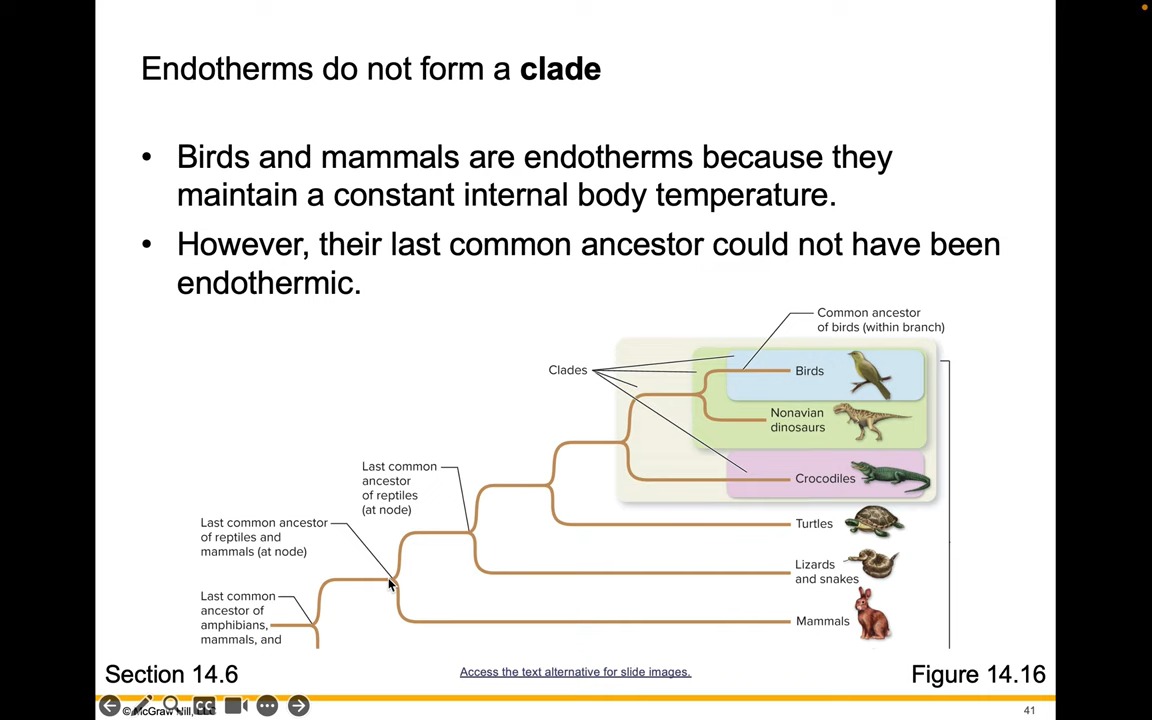 Endotherms do not form a clade
• Birds and mammals are endotherms because they
maintain a constant internal body temperature.
• However, their last common ancestor could not have been
endothermic.
Common ancestor
of birds (within branch)
Clades
Birds
Nonavian
dinosaurs
Last common
ancestor
of reptiles
(at node)
Crocodiles
Last common ancestor
of reptiles and
mammals (at node)
Turtles
Lizards
and snakes
Last common
ancestor of
amphibians,
mammals, and
Mammals
Section 14.6
Access the text alternative for slide images.
Figure 14.16
CC
© McGraw Hill, LLC
41